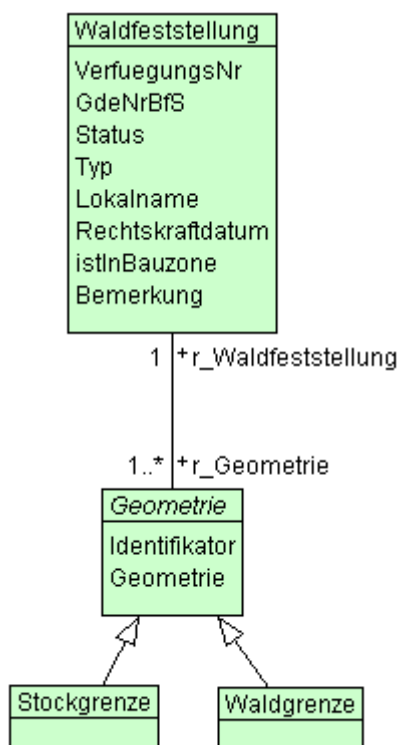 Waldfeststellung
VerfuegungsNr
GdeNrBfS
Status
Typ
Lokalname
Rechtskraftdatum
istInBauzone
Bemerkung
1 +r_Waldfeststellung
1..* +r_Geometrie
Geometrie
Identifikator
Geometrie
Stockgrenze
Waldgrenze